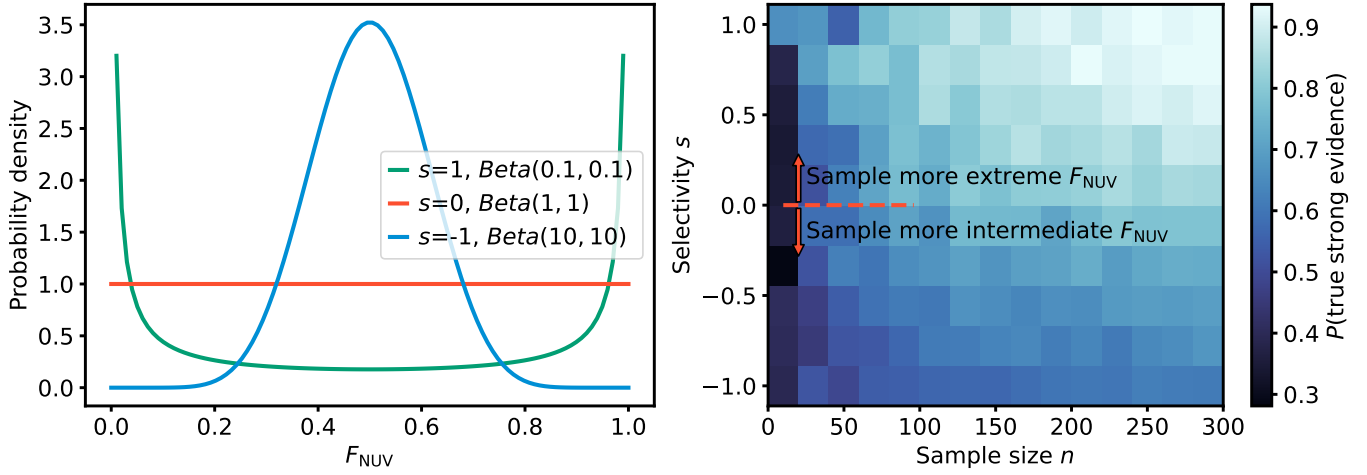 3.5
3.0
2.5
2.0
1.5
1.0
0.5
0.0
Probability density
0.0 0.2 0.4 0.6 0.8 1.0
F_NUV
s=1, Beta(0.1, 0.1)
s=0, Beta(1, 1)
s=-1, Beta(10, 10)
1.0
0.5
0.0
−0.5
−1.0
Selectivity s
Sample more extreme F_NUV
Sample more intermediate F_NUV
0 50 100 150 200 250 300
Sample size n
0.9
0.8
0.7
0.6
0.5
0.4
0.3
P(true strong evidence)